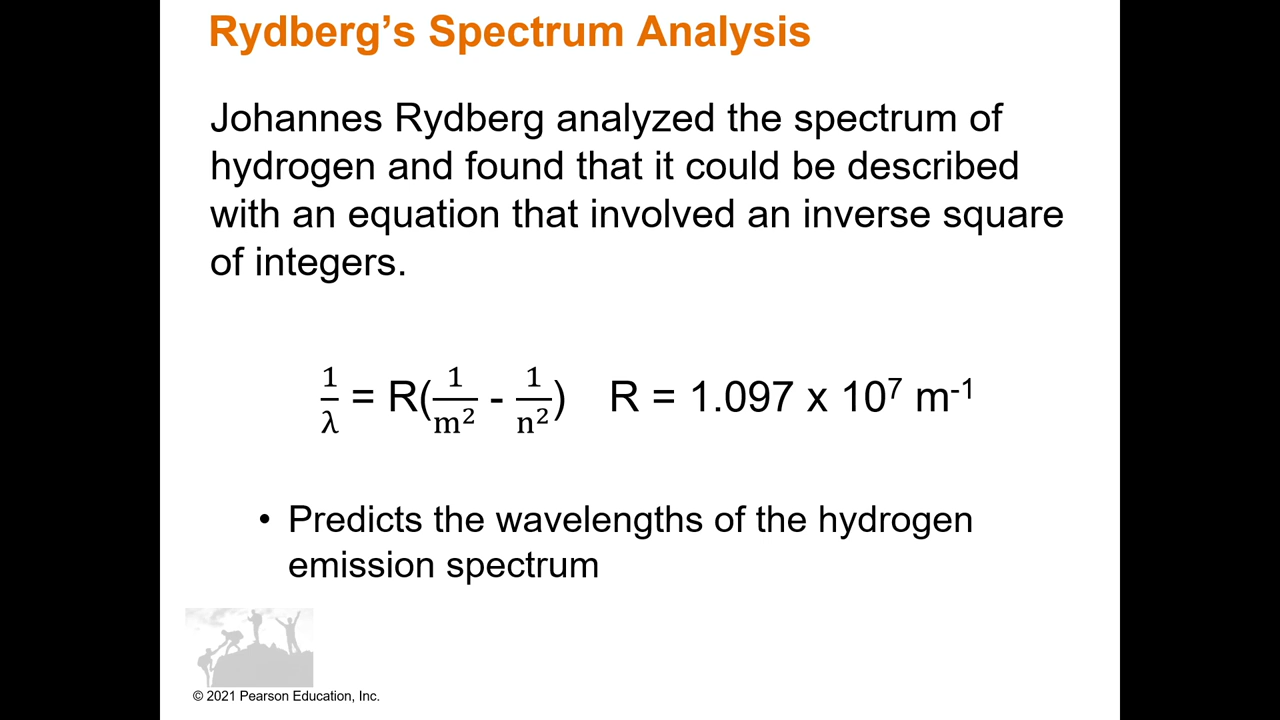 Rydberg’s Spectrum Analysis
Johannes Rydberg analyzed the spectrum of
hydrogen and found that it could be described
with an equation that involved an inverse square
of integers.
1/λ = R(1/m² - 1/n²) R = 1.097 x 10⁷ m⁻¹
• Predicts the wavelengths of the hydrogen
emission spectrum
© 2021 Pearson Education, Inc.